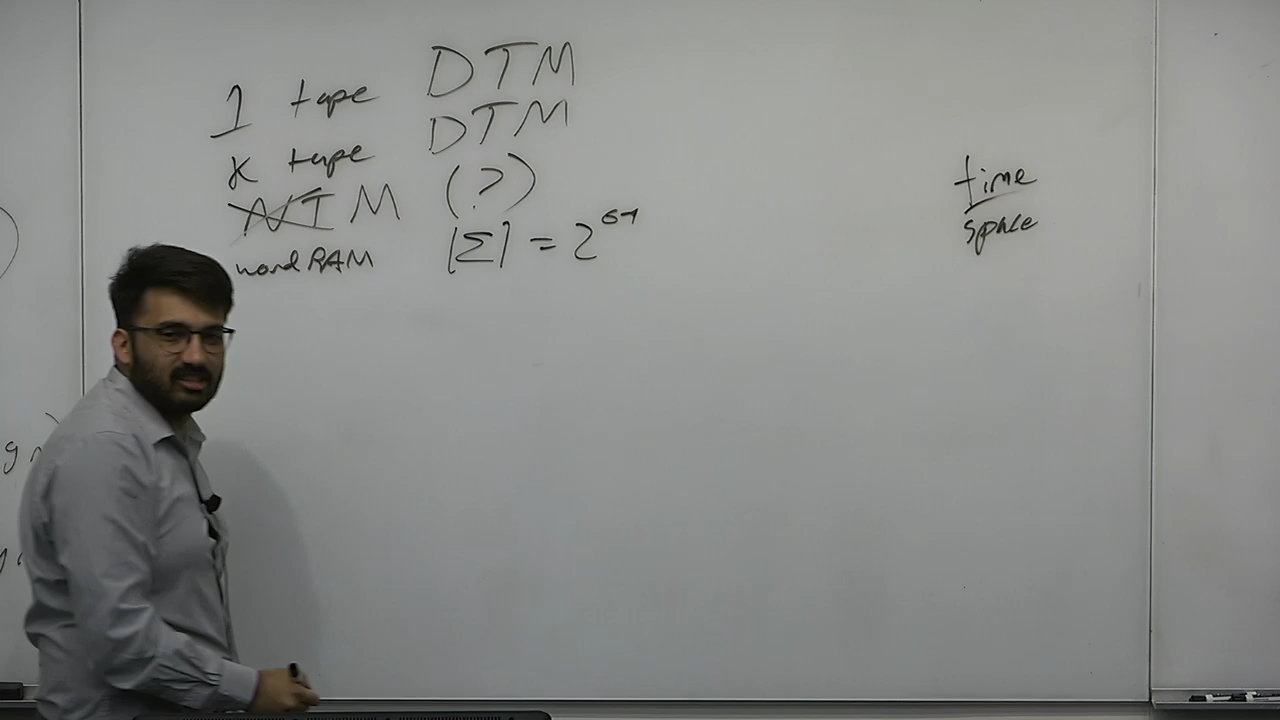 1 tape DTM
k tape DTM
NTM (?)
word RAM |Σ| = 2^64
time
space